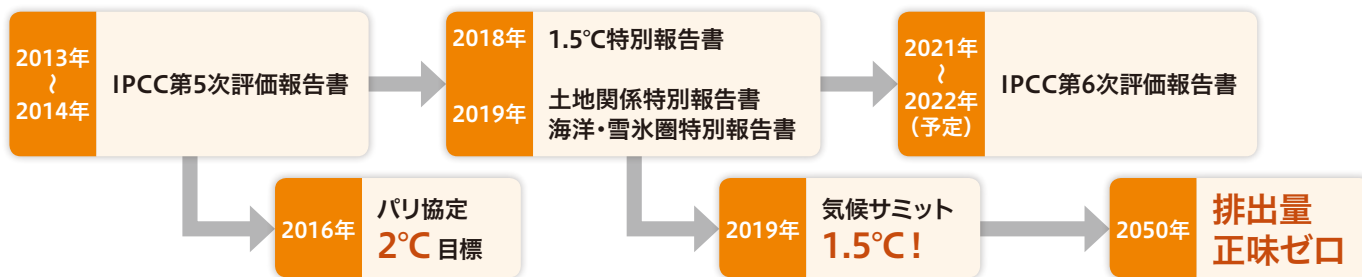 2013年
~
2014年
IPCC第5次評価報告書
2018年
1.5℃特別報告書
2019年
土地関係特別報告書
海洋・雪氷圏特別報告書
2021年
~
2022年
(予定)
IPCC第6次評価報告書
2016年
パリ協定
2℃目標
2019年
気候サミット
1.5℃!
2050年
排出量
正味ゼロ